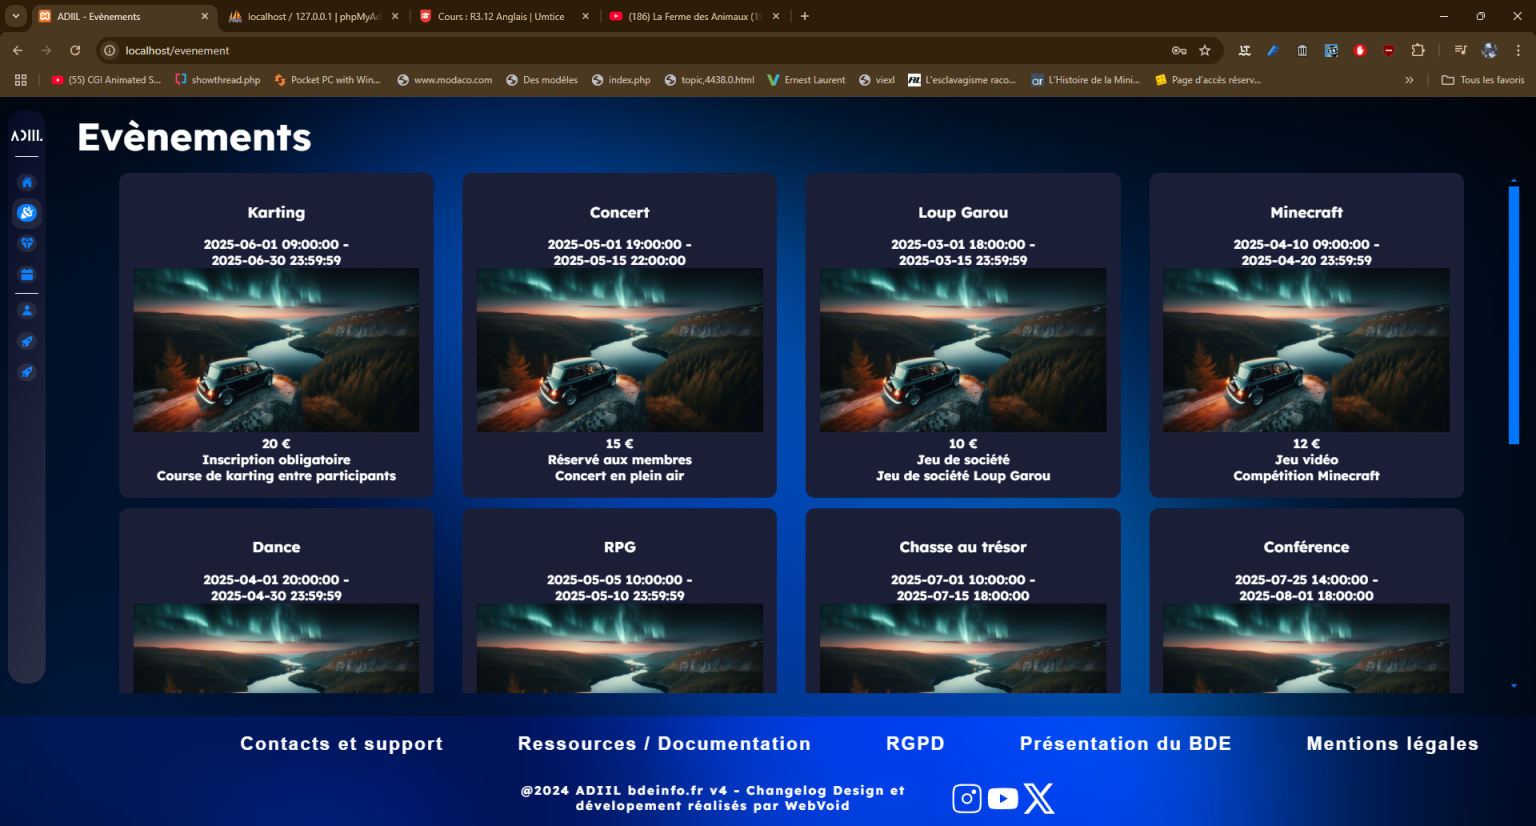 ADIIL - Evènements
localhost / 127.0.0.1 | phpMyAd
Cours : R3.12 Anglais | Umtice
(186) La Ferme des Animaux (19
localhost/evenement
(55) CGI Animated S...
showthread.php
Pocket PC with Win...
www.modaco.com
Des modèles
index.php
topic,4438.0.html
Ernest Laurent
viexl
L'esclavagisme raco...
L'Histoire de la Mini...
Page d'accès réserv...
Tous les favoris
ADIIL
Evènements
Karting
2025-06-01 09:00:00 -
2025-06-30 23:59:59
20 €
Inscription obligatoire
Course de karting entre participants
Concert
2025-05-01 19:00:00 -
2025-05-15 22:00:00
15 €
Réservé aux membres
Concert en plein air
Loup Garou
2025-03-01 18:00:00 -
2025-03-15 23:59:59
10 €
Jeu de société
Jeu de société Loup Garou
Minecraft
2025-04-10 09:00:00 -
2025-04-20 23:59:59
12 €
Jeu vidéo
Compétition Minecraft
Dance
2025-04-01 20:00:00 -
2025-04-30 23:59:59
RPG
2025-05-05 10:00:00 -
2025-05-10 23:59:59
Chasse au trésor
2025-07-01 10:00:00 -
2025-07-15 18:00:00
Conférence
2025-07-25 14:00:00 -
2025-08-01 18:00:00
Contacts et support
Ressources / Documentation
RGPD
Présentation du BDE
Mentions légales
@2024 ADIIL bdeinfo.fr v4 - Changelog Design et
dévelopement réalisés par WebVoid